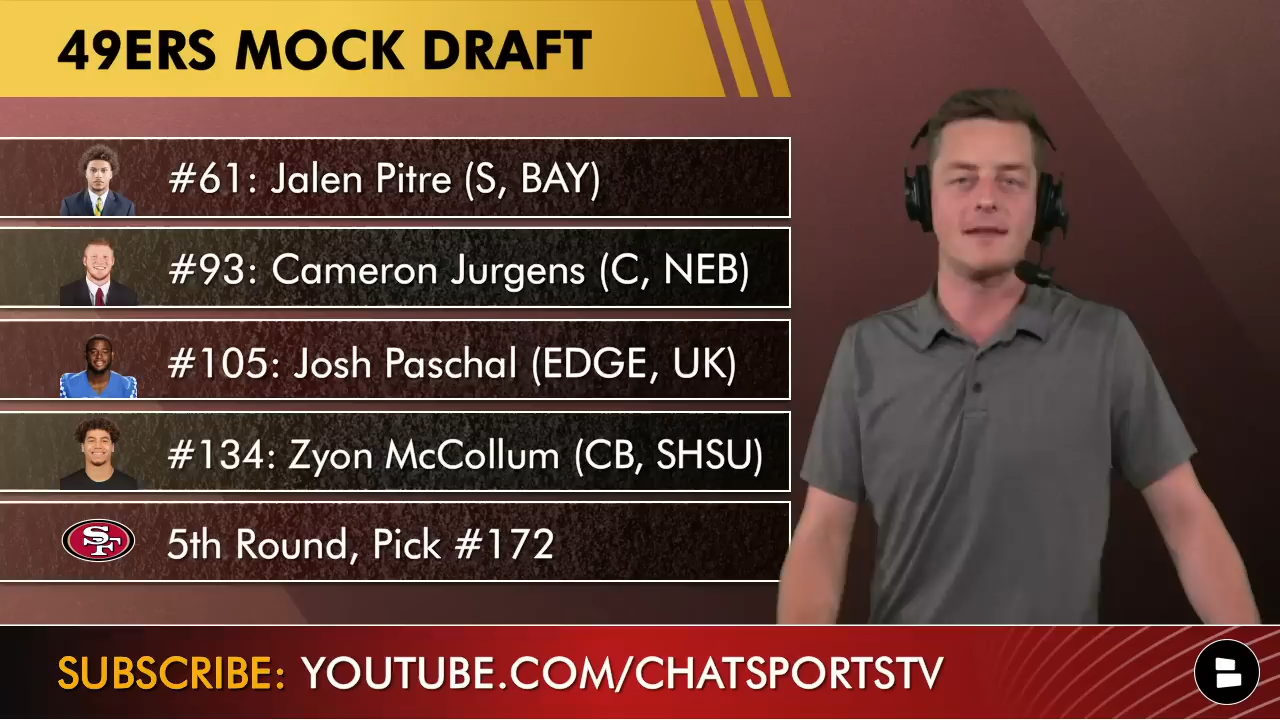 49ERS MOCK DRAFT
#61: Jalen Pitre (S, BAY)
#93: Cameron Jurgens (C, NEB)
#105: Josh Paschal (EDGE, UK)
#134: Zyon McCollum (CB, SHSU)
SF
5th Round, Pick #172
SUBSCRIBE: YOUTUBE.COM/CHATSPORTSTV